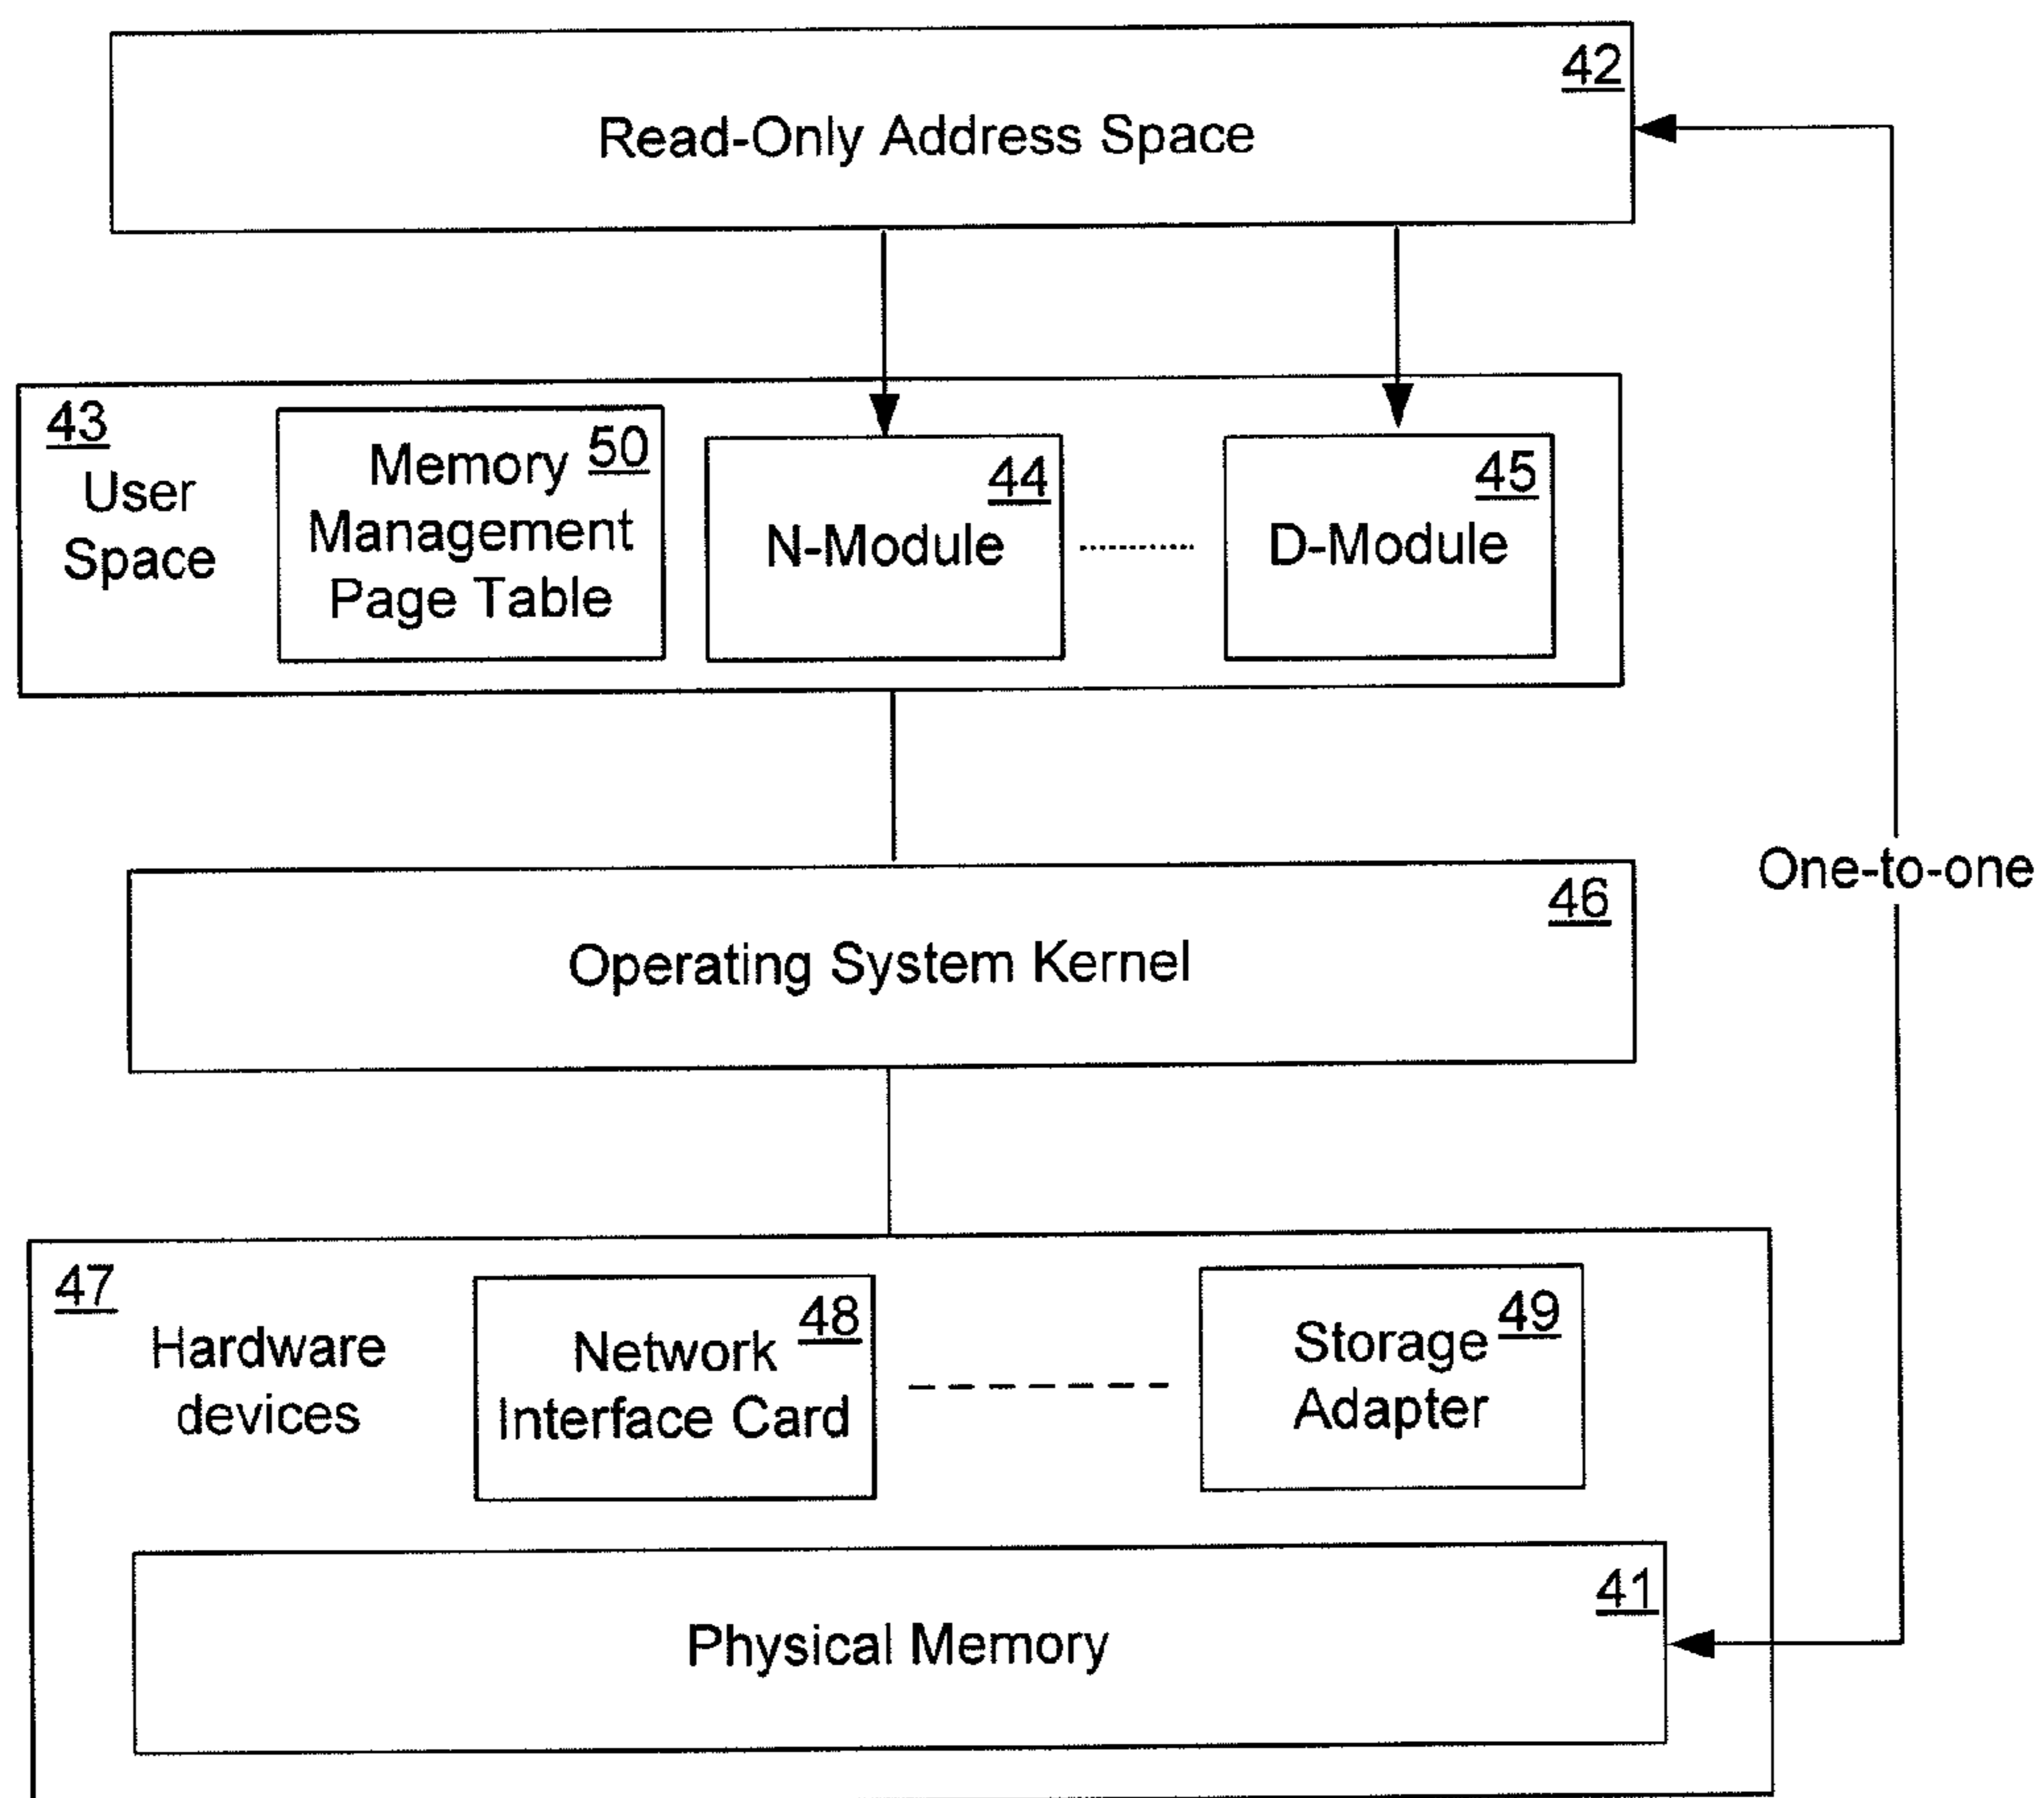 42
Read-Only Address Space
43
User
Space
50
Memory
Management
Page Table
44
N-Module
45
D-Module
One-to-one
46
Operating System Kernel
47
Hardware
devices
48
Network
Interface Card
49
Storage
Adapter
41
Physical Memory